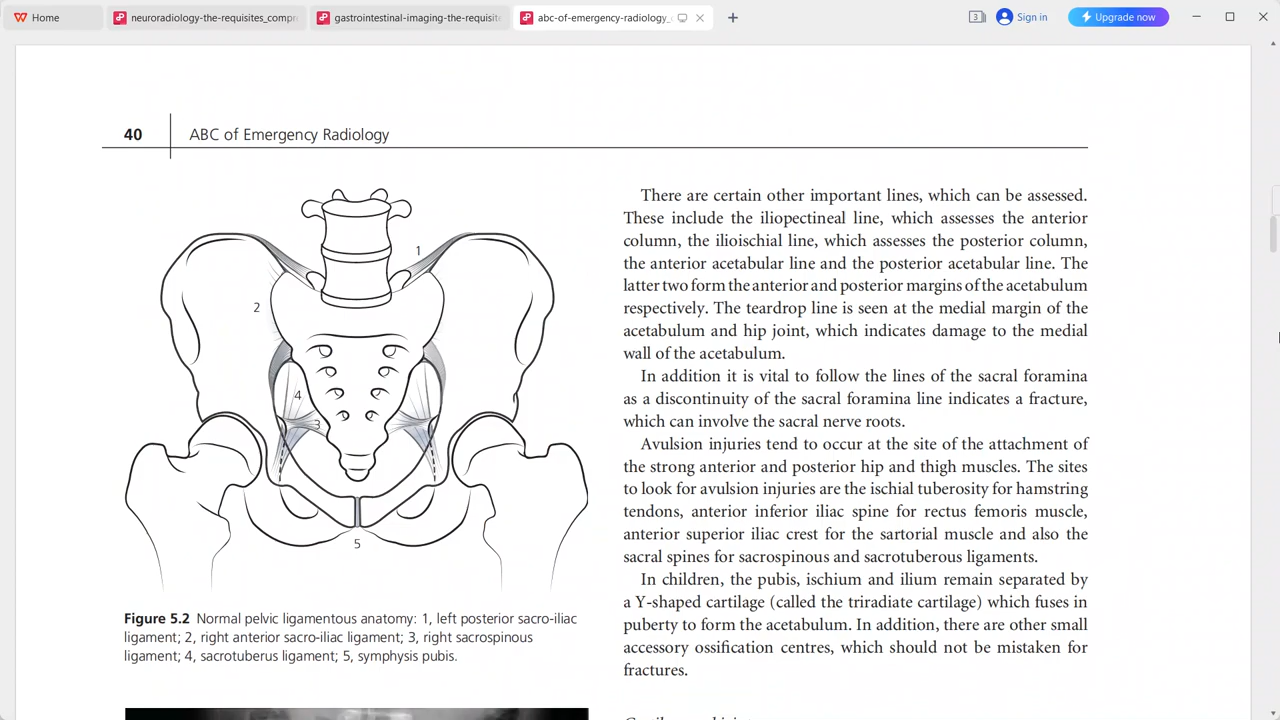 Home
neuroradiology-the-requisites_compr
gastrointestinal-imaging-the-requisite
abc-of-emergency-radiology_
3
Sign in
Upgrade now
40
ABC of Emergency Radiology
1
2
4
3
5
Figure 5.2 Normal pelvic ligamentous anatomy: 1, left posterior sacro-iliac
ligament; 2, right anterior sacro-iliac ligament; 3, right sacrospinous
ligament; 4, sacrotuberus ligament; 5, symphysis pubis.
There are certain other important lines, which can be assessed.
These include the iliopectineal line, which assesses the anterior
column, the ilioischial line, which assesses the posterior column,
the anterior acetabular line and the posterior acetabular line. The
latter two form the anterior and posterior margins of the acetabulum
respectively. The teardrop line is seen at the medial margin of the
acetabulum and hip joint, which indicates damage to the medial
wall of the acetabulum.
In addition it is vital to follow the lines of the sacral foramina
as a discontinuity of the sacral foramina line indicates a fracture,
which can involve the sacral nerve roots.
Avulsion injuries tend to occur at the site of the attachment of
the strong anterior and posterior hip and thigh muscles. The sites
to look for avulsion injuries are the ischial tuberosity for hamstring
tendons, anterior inferior iliac spine for rectus femoris muscle,
anterior superior iliac crest for the sartorial muscle and also the
sacral spines for sacrospinous and sacrotuberous ligaments.
In children, the pubis, ischium and ilium remain separated by
a Y-shaped cartilage (called the triradiate cartilage) which fuses in
puberty to form the acetabulum. In addition, there are other small
accessory ossification centres, which should not be mistaken for
fractures.